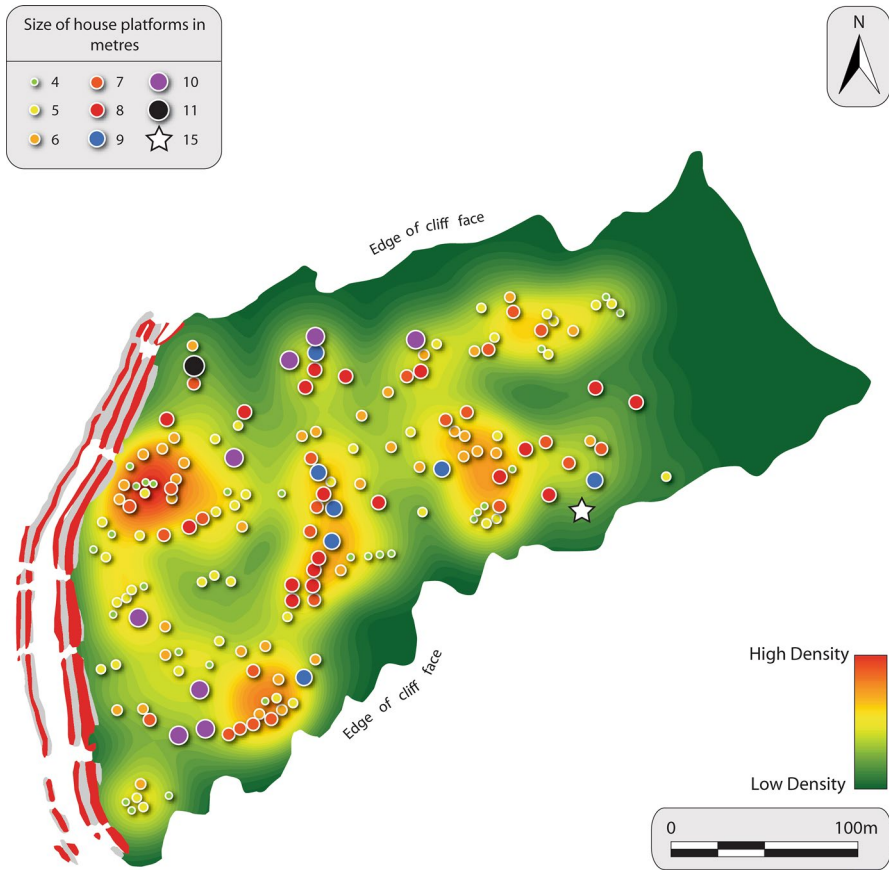 Size of house platforms in
metres
4 7 10
5 8 11
6 9 15
N
Edge of cliff face
Edge of cliff face
High Density
Low Density
0 100m